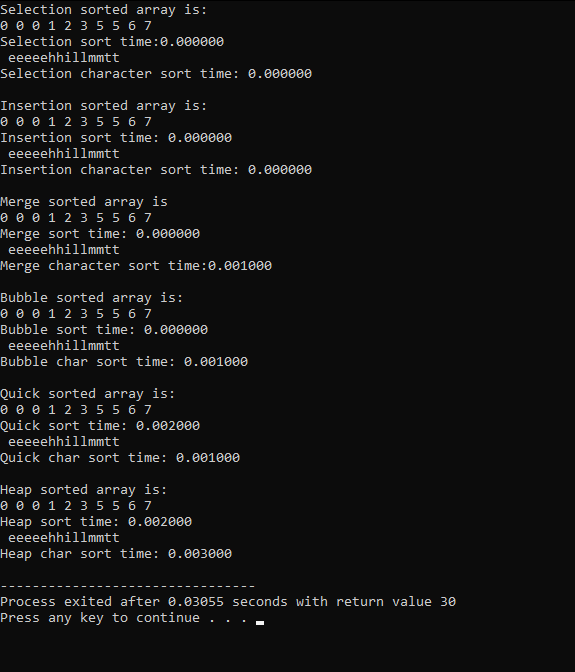 Selection sorted array is:
0 0 0 1 2 3 5 5 6 7
Selection sort time:0.000000
 eeeeehhillmmtt
Selection character sort time: 0.000000

Insertion sorted array is:
0 0 0 1 2 3 5 5 6 7
Insertion sort time: 0.000000
 eeeeehhillmmtt
Insertion character sort time: 0.000000

Merge sorted array is
0 0 0 1 2 3 5 5 6 7
Merge sort time: 0.000000
 eeeeehhillmmtt
Merge character sort time:0.001000

Bubble sorted array is:
0 0 0 1 2 3 5 5 6 7
Bubble sort time: 0.000000
 eeeeehhillmmtt
Bubble char sort time: 0.001000

Quick sorted array is:
0 0 0 1 2 3 5 5 6 7
Quick sort time: 0.002000
 eeeeehhillmmtt
Quick char sort time: 0.001000

Heap sorted array is:
0 0 0 1 2 3 5 5 6 7
Heap sort time: 0.002000
 eeeeehhillmmtt
Heap char sort time: 0.003000

--------------------------------
Process exited after 0.03055 seconds with return value 30
Press any key to continue . . .